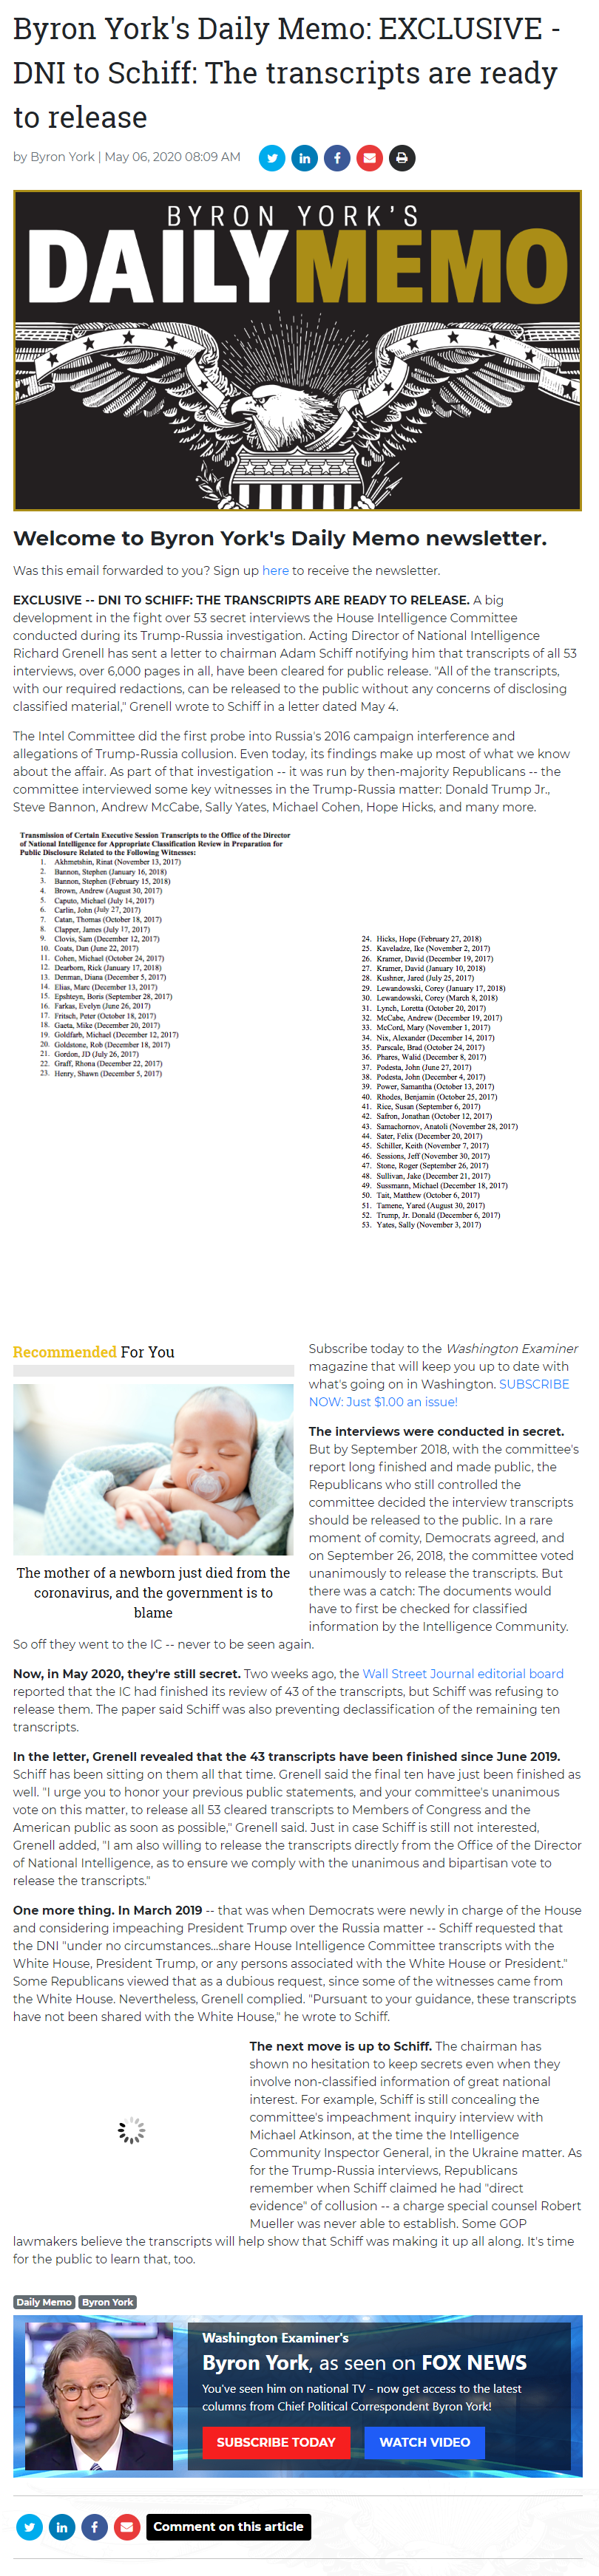 Byron York's Daily Memo: EXCLUSIVE -
DNI to Schiff: The transcripts are ready
to release
by Byron York | May 06, 2020 08:09 AM
BYRON YORK'S
DAILYMEMO
Welcome to Byron York's Daily Memo newsletter.
Was this email forwarded to you? Sign up here to receive the newsletter.
EXCLUSIVE -- DNI TO SCHIFF: THE TRANSCRIPTS ARE READY TO RELEASE. A big
development in the fight over 53 secret interviews the House Intelligence Committee
conducted during its Trump-Russia investigation. Acting Director of National Intelligence
Richard Grenell has sent a letter to chairman Adam Schiff notifying him that transcripts of all 53
interviews, over 6,000 pages in all, have been cleared for public release. "All of the transcripts,
with our required redactions, can be released to the public without any concerns of disclosing
classified material," Grenell wrote to Schiff in a letter dated May 4.
The Intel Committee did the first probe into Russia's 2016 campaign interference and
allegations of Trump-Russia collusion. Even today, its findings make up most of what we know
about the affair. As part of that investigation -- it was run by then-majority Republicans -- the
committee interviewed some key witnesses in the Trump-Russia matter: Donald Trump Jr.,
Steve Bannon, Andrew McCabe, Sally Yates, Michael Cohen, Hope Hicks, and many more.
Transmission of Certain Executive Session Transcripts to the Office of the Director
of National Intelligence for Appropriate Classification Review in Preparation for
Public Disclosure Related to the Following Witnesses:
1. Akhmetshin, Rinat (November 13, 2017)
2. Bannon, Stephen (January 16, 2018)
3. Bannon, Stephen (February 15, 2018)
4. Brown, Andrew (August 30, 2017)
5. Caputo, Michael (July 14, 2017)
6. Carlin, John (July 27, 2017)
7. Catan, Thomas (October 18, 2017)
8. Clapper, James (July 17, 2017)
9. Clovis, Sam (December 12, 2017)
10. Coats, Dan (June 22, 2017)
11. Cohen, Michael (October 24, 2017)
12. Dearborn, Rick (January 17, 2018)
13. Denman, Diana (December 5, 2017)
14. Elias, Marc (December 13, 2017)
15. Epshteyn, Boris (September 28, 2017)
16. Farkas, Evelyn (June 26, 2017)
17. Fritsch, Peter (October 18, 2017)
18. Gaeta, Mike (December 20, 2017)
19. Goldfarb, Michael (December 12, 2017)
20. Goldstone, Rob (December 18, 2017)
21. Gordon, JD (July 26, 2017)
22. Graff, Rhona (December 22, 2017)
23. Henry, Shawn (December 5, 2017)
24. Hicks, Hope (February 27, 2018)
25. Kaveladze, Ike (November 2, 2017)
26. Kramer, David (December 19, 2017)
27. Kramer, David (January 10, 2018)
28. Kushner, Jared (July 25, 2017)
29. Lewandowski, Corey (January 17, 2018)
30. Lewandowski, Corey (March 8, 2018)
31. Lynch, Loretta (October 20, 2017)
32. McCabe, Andrew (December 19, 2017)
33. McCord, Mary (November 1, 2017)
34. Nix, Alexander (December 14, 2017)
35. Parscale, Brad (October 24, 2017)
36. Phares, Walid (December 8, 2017)
37. Podesta, John (June 27, 2017)
38. Podesta, John (December 4, 2017)
39. Power, Samantha (October 13, 2017)
40. Rhodes, Benjamin (October 25, 2017)
41. Rice, Susan (September 6, 2017)
42. Safron, Jonathan (October 12, 2017)
43. Samachornov, Anatoli (November 28, 2017)
44. Sater, Felix (December 20, 2017)
45. Schiller, Keith (November 7, 2017)
46. Sessions, Jeff (November 30, 2017)
47. Stone, Roger (September 26, 2017)
48. Sullivan, Jake (December 21, 2017)
49. Sussmann, Michael (December 18, 2017)
50. Tait, Matthew (October 6, 2017)
51. Tamene, Yared (August 30, 2017)
52. Trump, Jr. Donald (December 6, 2017)
53. Yates, Sally (November 3, 2017)
Recommended For You
The mother of a newborn just died from the
coronavirus, and the government is to
blame
Subscribe today to the Washington Examiner
magazine that will keep you up to date with
what's going on in Washington. SUBSCRIBE
NOW: Just $1.00 an issue!
The interviews were conducted in secret.
But by September 2018, with the committee's
report long finished and made public, the
Republicans who still controlled the
committee decided the interview transcripts
should be released to the public. In a rare
moment of comity, Democrats agreed, and
on September 26, 2018, the committee voted
unanimously to release the transcripts. But
there was a catch: The documents would
have to first be checked for classified
information by the Intelligence Community.
So off they went to the IC -- never to be seen again.
Now, in May 2020, they're still secret. Two weeks ago, the Wall Street Journal editorial board
reported that the IC had finished its review of 43 of the transcripts, but Schiff was refusing to
release them. The paper said Schiff was also preventing declassification of the remaining ten
transcripts.
In the letter, Grenell revealed that the 43 transcripts have been finished since June 2019.
Schiff has been sitting on them all that time. Grenell said the final ten have just been finished as
well. "I urge you to honor your previous public statements, and your committee's unanimous
vote on this matter, to release all 53 cleared transcripts to Members of Congress and the
American public as soon as possible," Grenell said. Just in case Schiff is still not interested,
Grenell added, "I am also willing to release the transcripts directly from the Office of the Director
of National Intelligence, as to ensure we comply with the unanimous and bipartisan vote to
release the transcripts."
One more thing. In March 2019 -- that was when Democrats were newly in charge of the House
and considering impeaching President Trump over the Russia matter -- Schiff requested that
the DNI "under no circumstances...share House Intelligence Committee transcripts with the
White House, President Trump, or any persons associated with the White House or President."
Some Republicans viewed that as a dubious request, since some of the witnesses came from
the White House. Nevertheless, Grenell complied. "Pursuant to your guidance, these transcripts
have not been shared with the White House," he wrote to Schiff.
The next move is up to Schiff. The chairman has
shown no hesitation to keep secrets even when they
involve non-classified information of great national
interest. For example, Schiff is still concealing the
committee's impeachment inquiry interview with
Michael Atkinson, at the time the Intelligence
Community Inspector General, in the Ukraine matter. As
for the Trump-Russia interviews, Republicans
remember when Schiff claimed he had "direct
evidence" of collusion -- a charge special counsel Robert
Mueller was never able to establish. Some GOP
lawmakers believe the transcripts will help show that Schiff was making it up all along. It's time
for the public to learn that, too.
Daily Memo Byron York
Washington Examiner's
Byron York, as seen on FOX NEWS
You've seen him on national TV - now get access to the latest
columns from Chief Political Correspondent Byron York!
SUBSCRIBE TODAY WATCH VIDEO
Comment on this article